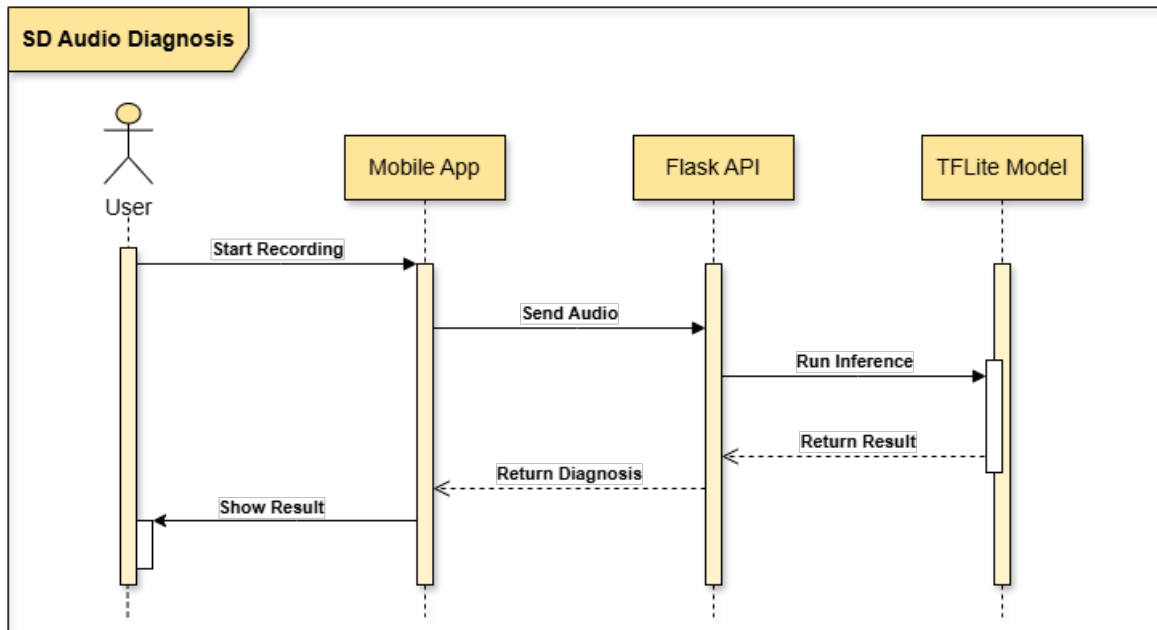 SD Audio Diagnosis
User
Mobile App
Flask API
TFLite Model
Start Recording
Send Audio
Run Inference
Return Result
Return Diagnosis
Show Result